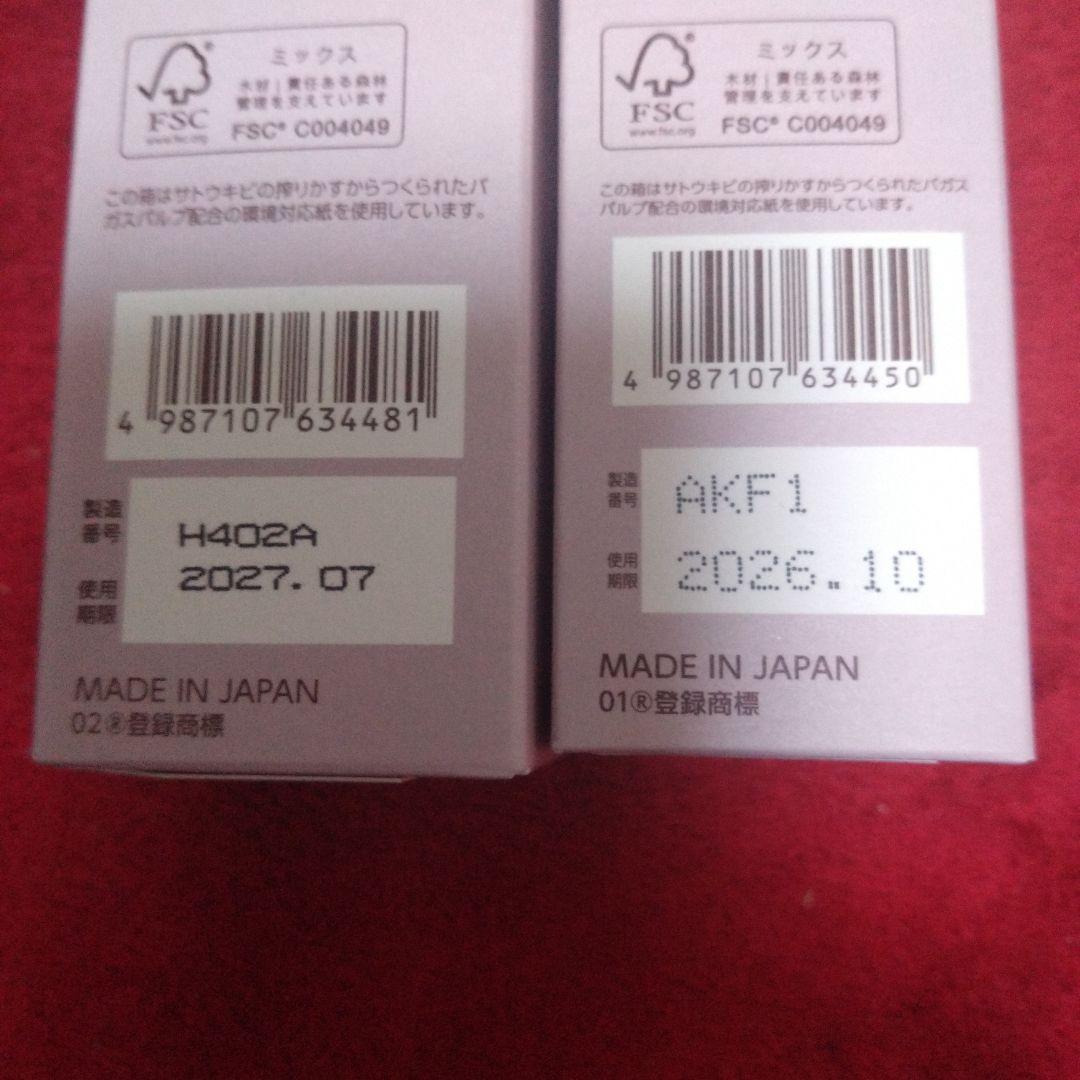 ミックス
木材｜責任ある森林
管理を支えています
FSC®
www.fsc.org
FSC® C004049
この箱はサトウキビの搾りかすからつくられたバ
ガスパルプ配合の環境対応紙を使用しています。
4 987107 634481
製造
番号
H402A
使用
期限
2027.07
MADE IN JAPAN
02®登録商標
ミックス
木材｜責任ある森林
管理を支えています
FSC®
www.fsc.org
FSC® C004049
この箱はサトウキビの搾りかすからつくられたバガス
パルプ配合の環境対応紙を使用しています。
4 987107 634450
製造
番号
AKF1
使用
期限
2026.10
MADE IN JAPAN
01®登録商標